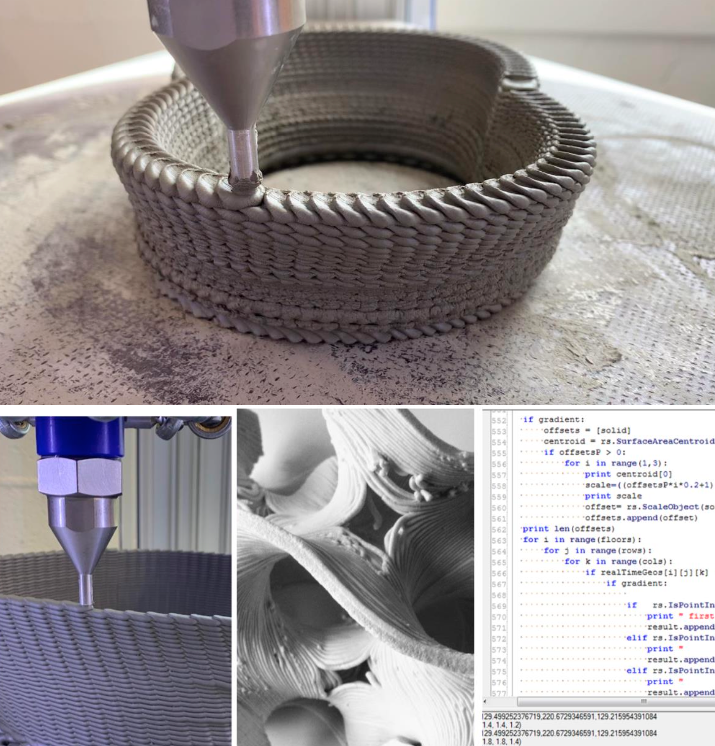 552 if gradient:
553 offsets = [solid]
554 centroid = rs.SurfaceAreaCentroid
555 if offsetsP > 0:
556 for i in range(1,3):
557 print centroid[0]
558 scale=((offsetsP*i*0.2+1)
559 print scale
560 offset= rs.ScaleObject(so
561 offsets.append(offset)
562 print len(offsets)
563 for i in range(floors):
564 for j in range(rows):
565 for k in range(cols):
566 if realTimeGeos[i][j][k]
567 if gradient:
568
569 if rs.IsPointIn
570 print " first
571 result.append
572 elif rs.IsPointIn
573 print "
574 result.append
575 elif rs.IsPointIn
576 print "
577 result.append
129.499252376719,220.6729346591,129.215954391084
1.4, 1.4, 1.2)
129.499252376719,220.6729346591,129.215954391084
1.8, 1.8, 1.4)